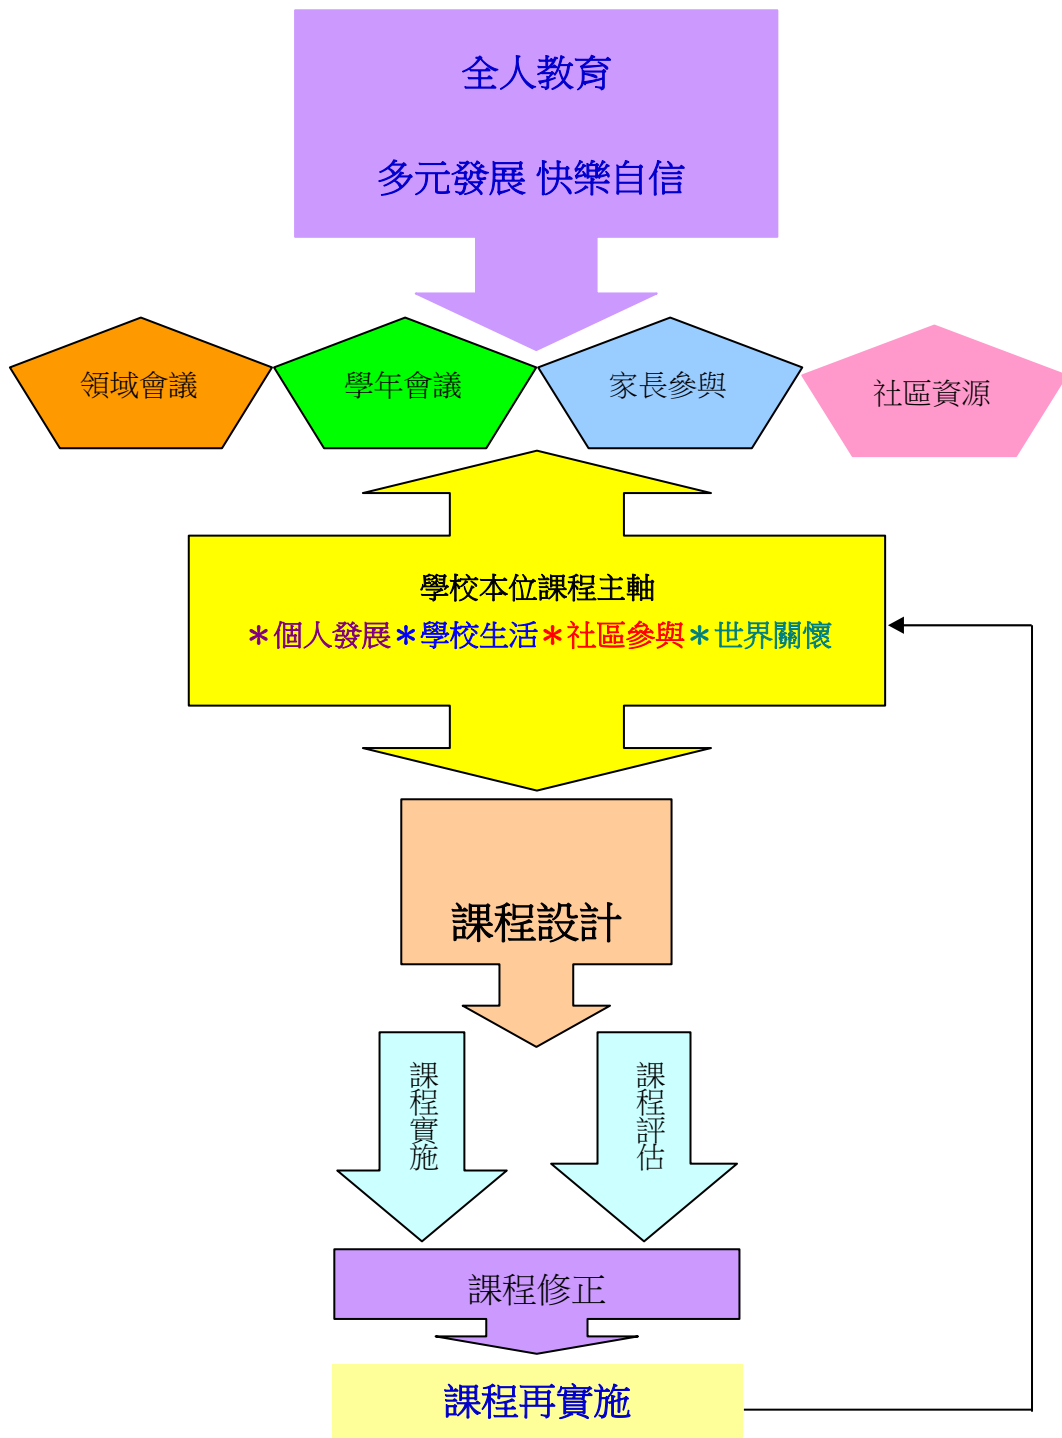 全人教育
多元發展 快樂自信
領域會議
學年會議
家長參與
社區資源
學校本位課程主軸
＊個人發展＊學校生活＊社區參與＊世界關懷
課程設計
課程實施
課程評估
課程修正
課程再實施